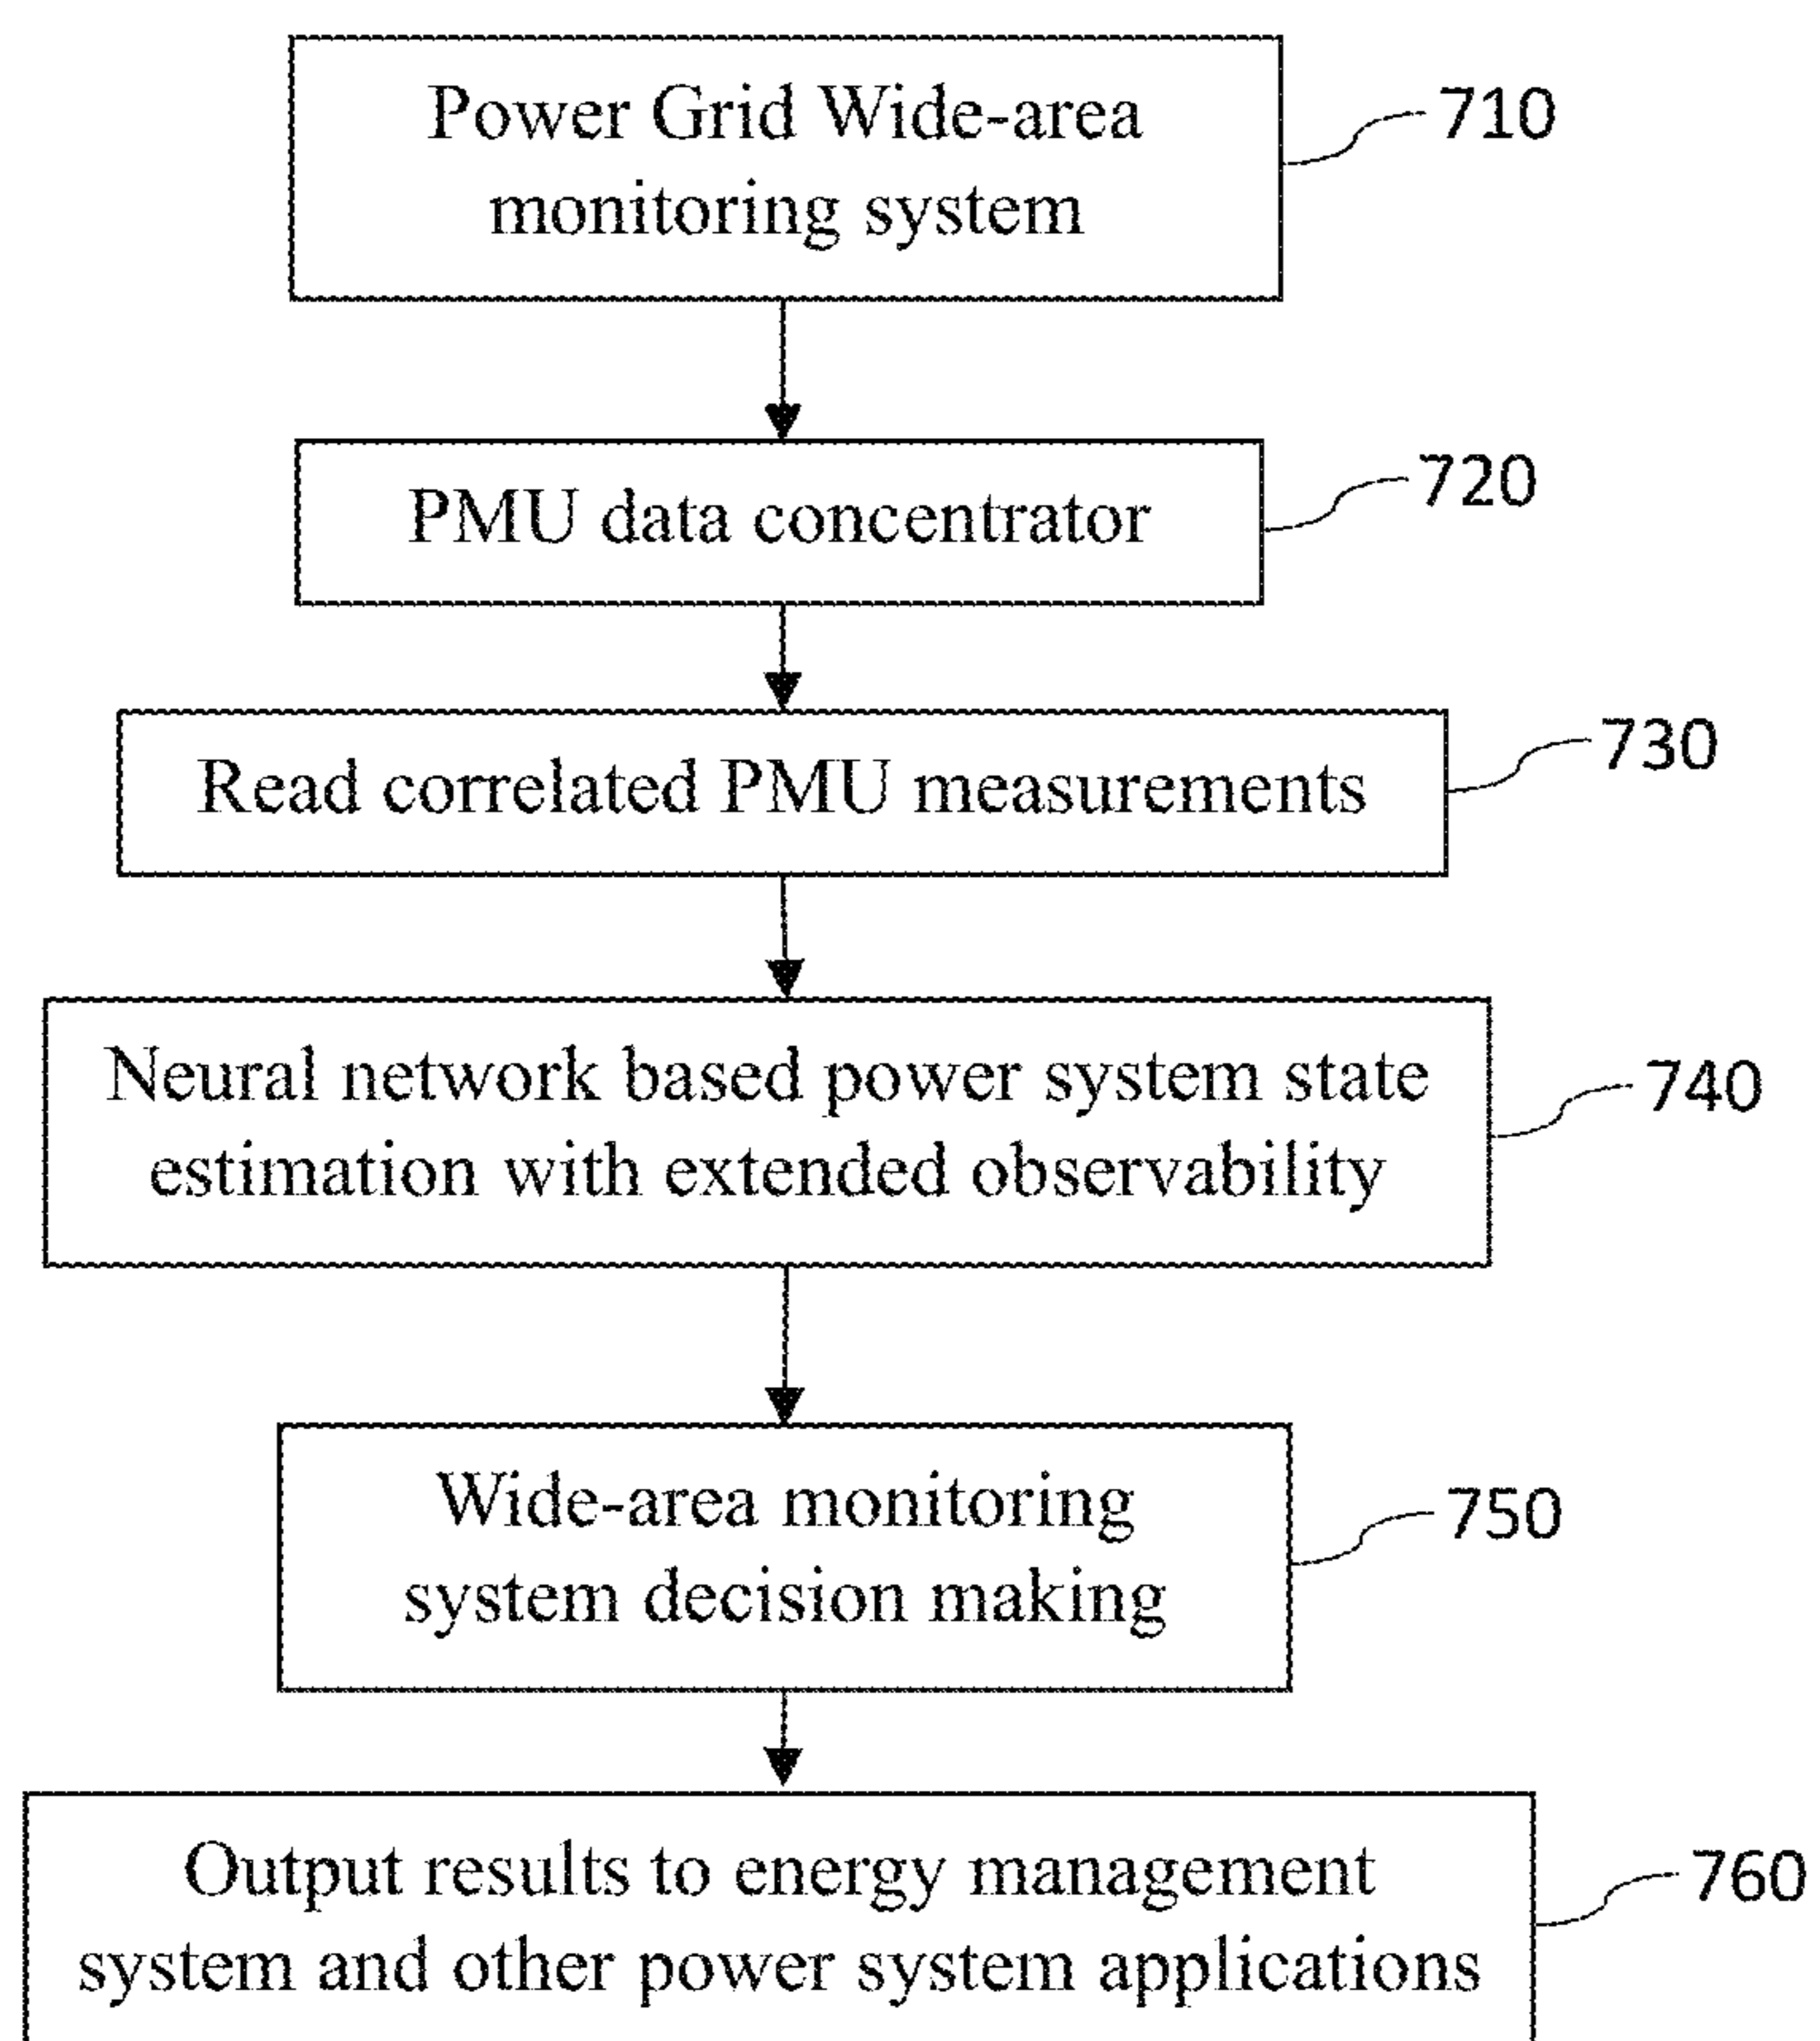 Power Grid Wide-area
monitoring system
710
PMU data concentrator
720
Read correlated PMU measurements
730
Neural network based power system state
estimation with extended observability
740
Wide-area monitoring
system decision making
750
Output results to energy management
system and other power system applications
760